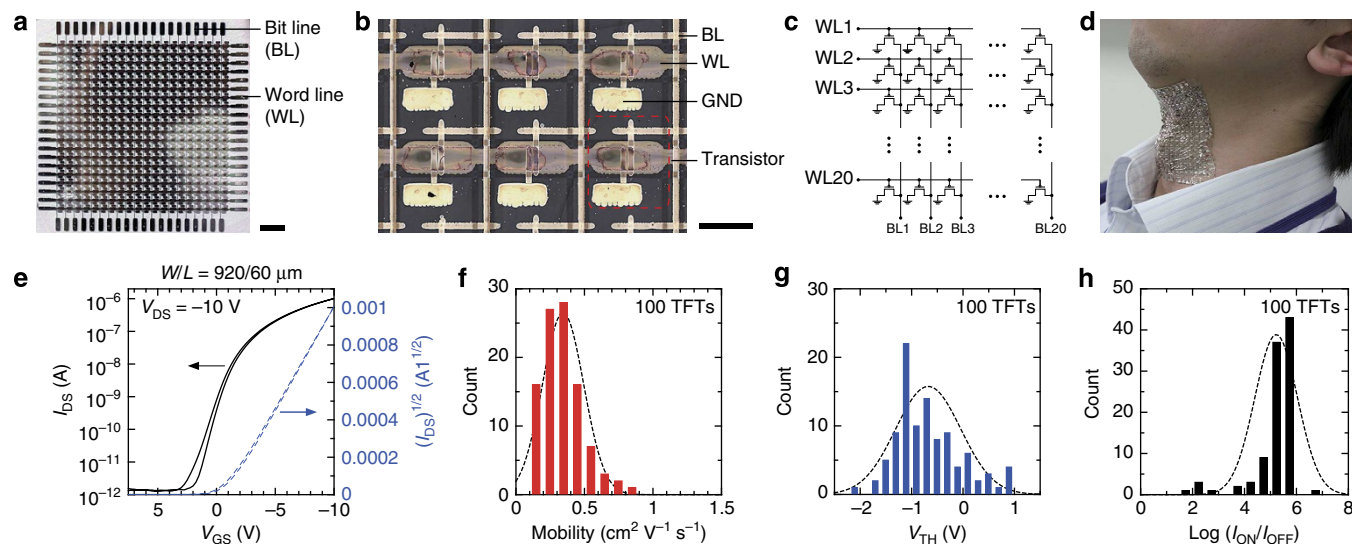 a
Bit line
(BL)
Word line
(WL)
b
BL
WL
GND
Transistor
c
WL1
WL2
WL3
WL20
BL1 BL2 BL3 BL20
d
e
W/L = 920/60 μm
V_DS = −10 V
10⁻⁶
10⁻⁷
10⁻⁸
10⁻⁹
10⁻¹⁰
10⁻¹¹
10⁻¹²
I_DS (A)
0.001
0.0008
0.0006
0.0004
0.0002
0
(I_DS)^1/2 (A1^1/2)
5 0 −5 −10
V_GS (V)
f
100 TFTs
30
20
10
0
Count
0 0.5 1 1.5
Mobility (cm² V⁻¹ s⁻¹)
g
100 TFTs
30
20
10
0
Count
−2 −1 0 1
V_TH (V)
h
100 TFTs
50
40
30
20
10
0
Count
0 2 4 6 8
Log (I_ON/I_OFF)